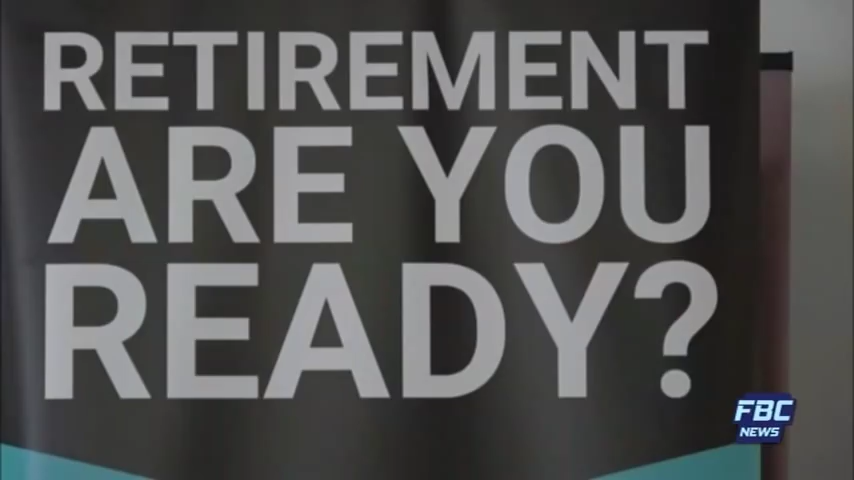 RETIREMENT
ARE YOU
READY?
FBC
NEWS